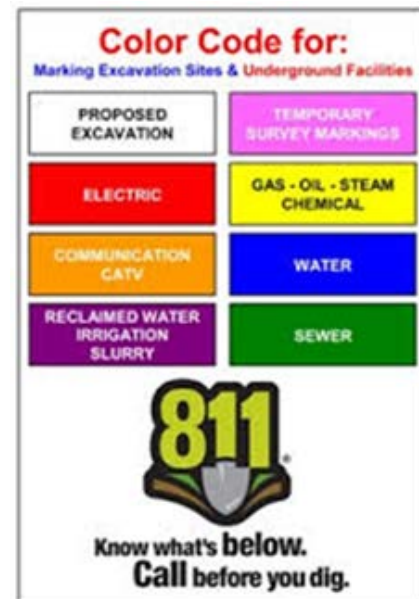 Color Code for:
Marking Excavation Sites & Underground Facilities
PROPOSED
EXCAVATION
TEMPORARY
SURVEY MARKINGS
ELECTRIC
GAS - OIL - STEAM
CHEMICAL
COMMUNICATION
CATV
WATER
RECLAIMED WATER
IRRIGATION
SLURRY
SEWER
811
Know what's below.
Call before you dig.